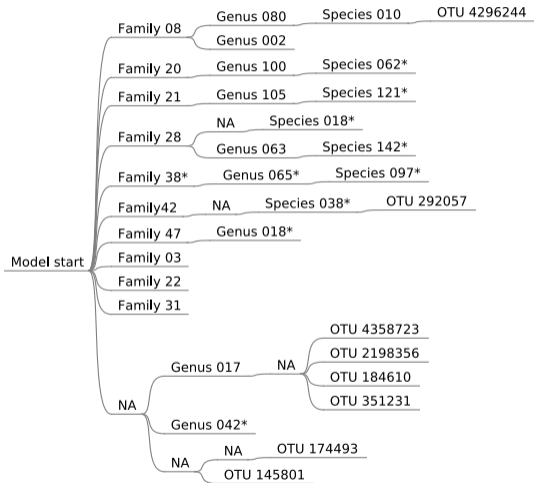 Genus 080 Species 010 OTU 4296244
Family 08
Genus 002
Family 20 Genus 100 Species 062*
Family 21 Genus 105 Species 121*
NA Species 018*
Family 28
Genus 063 Species 142*
Family 38* Genus 065* Species 097*
Family42 NA Species 038* OTU 292057
Family 47 Genus 018*
Model start
Family 03
Family 22
Family 31
OTU 4358723
OTU 2198356
Genus 017 NA
OTU 184610
OTU 351231
NA
Genus 042*
NA OTU 174493
NA
OTU 145801